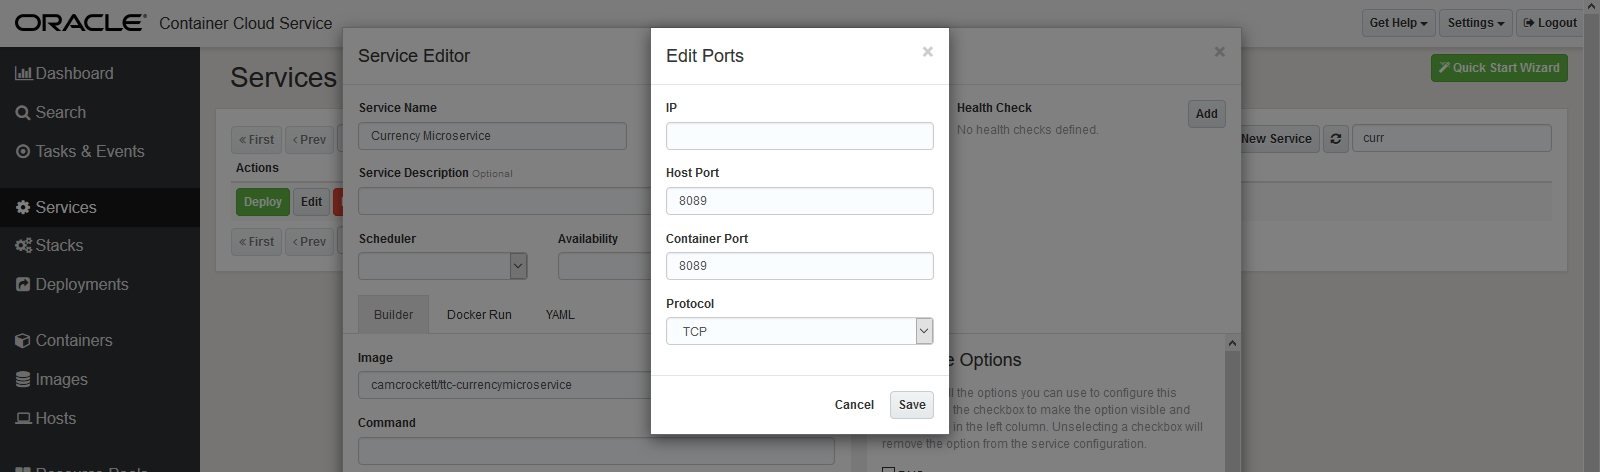 ORACLE® Container Cloud Service
Get Help
Settings
Logout
Dashboard
Search
Tasks & Events
Services
Stacks
Deployments
Containers
Images
Hosts
Services
Quick Start Wizard
« First
‹ Prev
New Service
curr
Actions
Deploy
Edit
« First
‹ Prev
Service Editor
×
Service Name
Currency Microservice
Service Description Optional
Scheduler
Availability
Builder
Docker Run
YAML
Image
camcrockett/ttc-currencymicroservice
Command
Health Check
Add
No health checks defined.
Options
the options you can use to configure this
the checkbox to make the option visible and
in the left column. Unselecting a checkbox will
remove the option from the service configuration.
Edit Ports
×
IP
Host Port
8089
Container Port
8089
Protocol
TCP
Cancel
Save